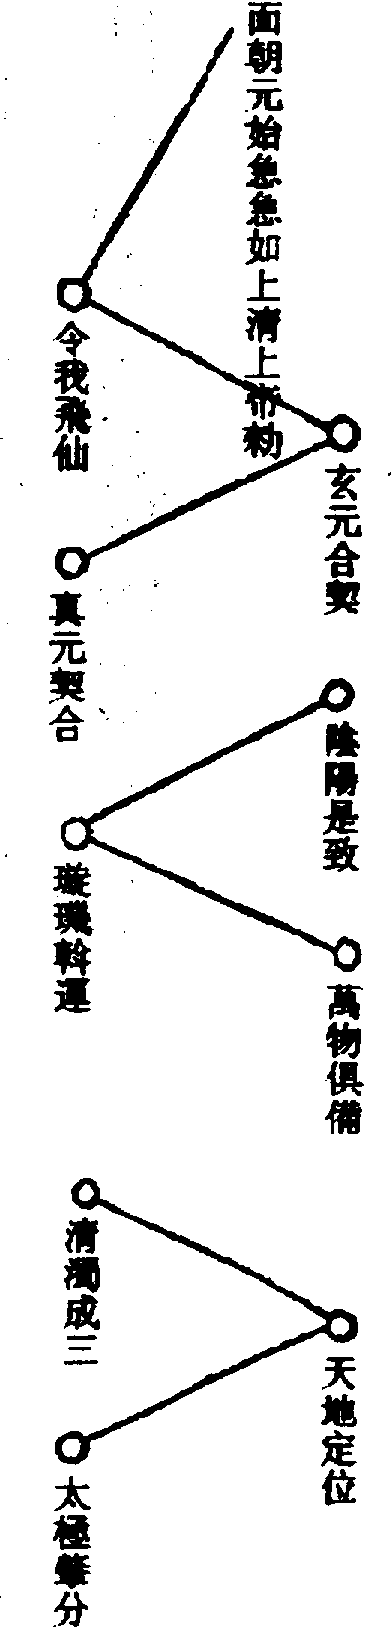 面朝元始急急如上清上帝勅
令我飛仙
玄元合契
真元契合
陰陽是致
璇璣斡運
萬物俱備
清濁成三
天地定位
太極肇分